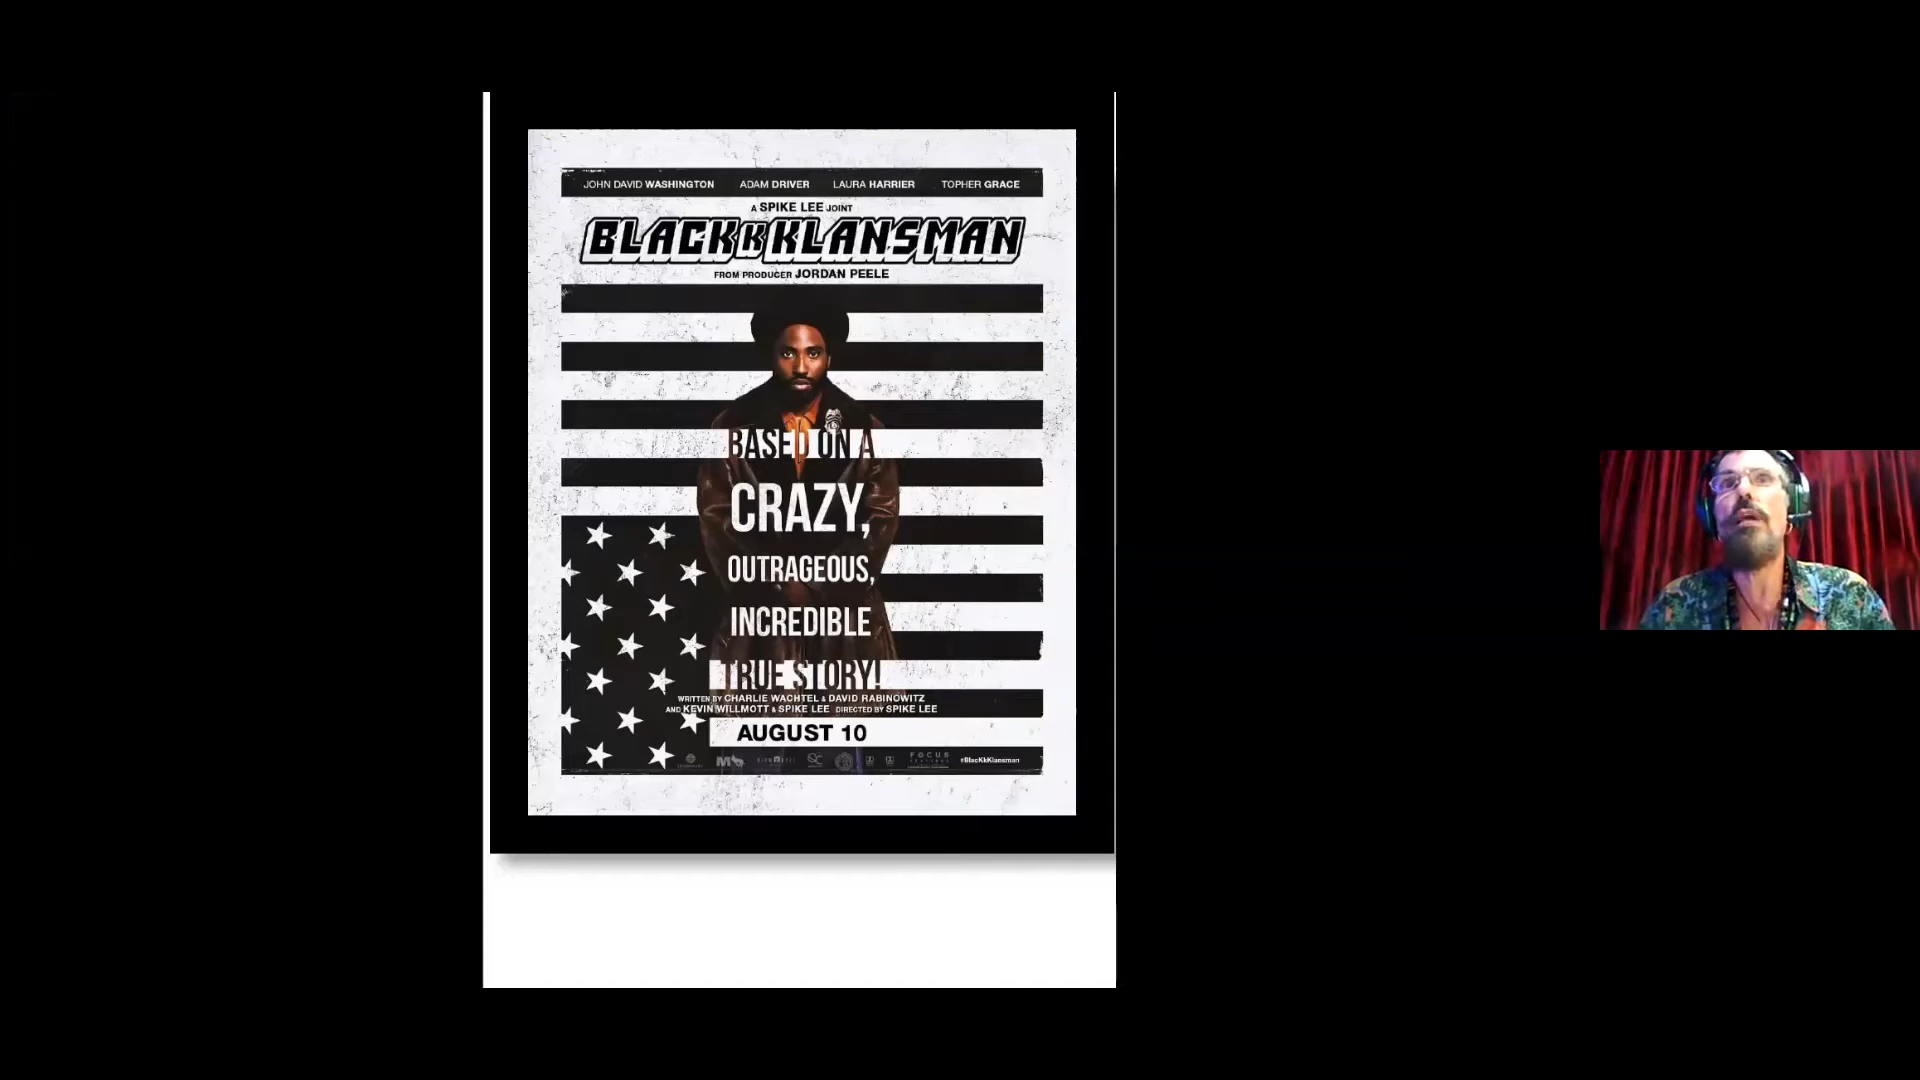 JOHN DAVID WASHINGTON ADAM DRIVER LAURA HARRIER TOPHER GRACE
A SPIKE LEE JOINT
BLACKkKLANSMAN
FROM PRODUCER JORDAN PEELE
BASED ON A
CRAZY,
OUTRAGEOUS,
INCREDIBLE
TRUE STORY!
WRITTEN BY CHARLIE WACHTEL & DAVID RABINOWITZ
AND KEVIN WILLMOTT & SPIKE LEE DIRECTED BY SPIKE LEE
AUGUST 10
FOCUS
#BlacKkKlansman